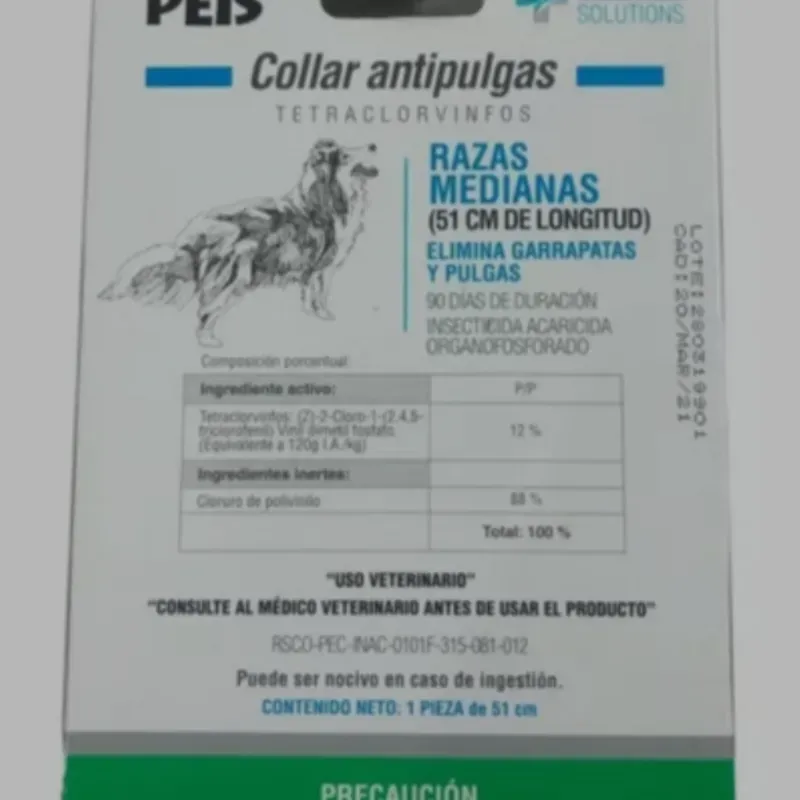 PETS
SOLUTIONS
Collar antipulgas
TETRACLORVINFOS
RAZAS
MEDIANAS
(51 CM DE LONGITUD)
ELIMINA GARRAPATAS
Y PULGAS
90 DÍAS DE DURACIÓN
INSECTICIDA ACARICIDA
ORGANOFOSFORADO
LOTE:280319901
CAD:20/MAR/21
Composición porcentual:
Ingrediente activo: P/P
Tetraclorvinfos: (Z)-2-Cloro-1-(2,4,5-
triclorofenil) Vinil dimetil fosfato.
(Equivalente a 120g I.A./kg) 12 %
Ingredientes inertes:
Cloruro de polivinilo 88 %
Total: 100 %
"USO VETERINARIO"
"CONSULTE AL MÉDICO VETERINARIO ANTES DE USAR EL PRODUCTO"
RSCO-PEC-INAC-0101F-315-081-012
Puede ser nocivo en caso de ingestión.
CONTENIDO NETO: 1 PIEZA de 51 cm
PRECAUCIÓN